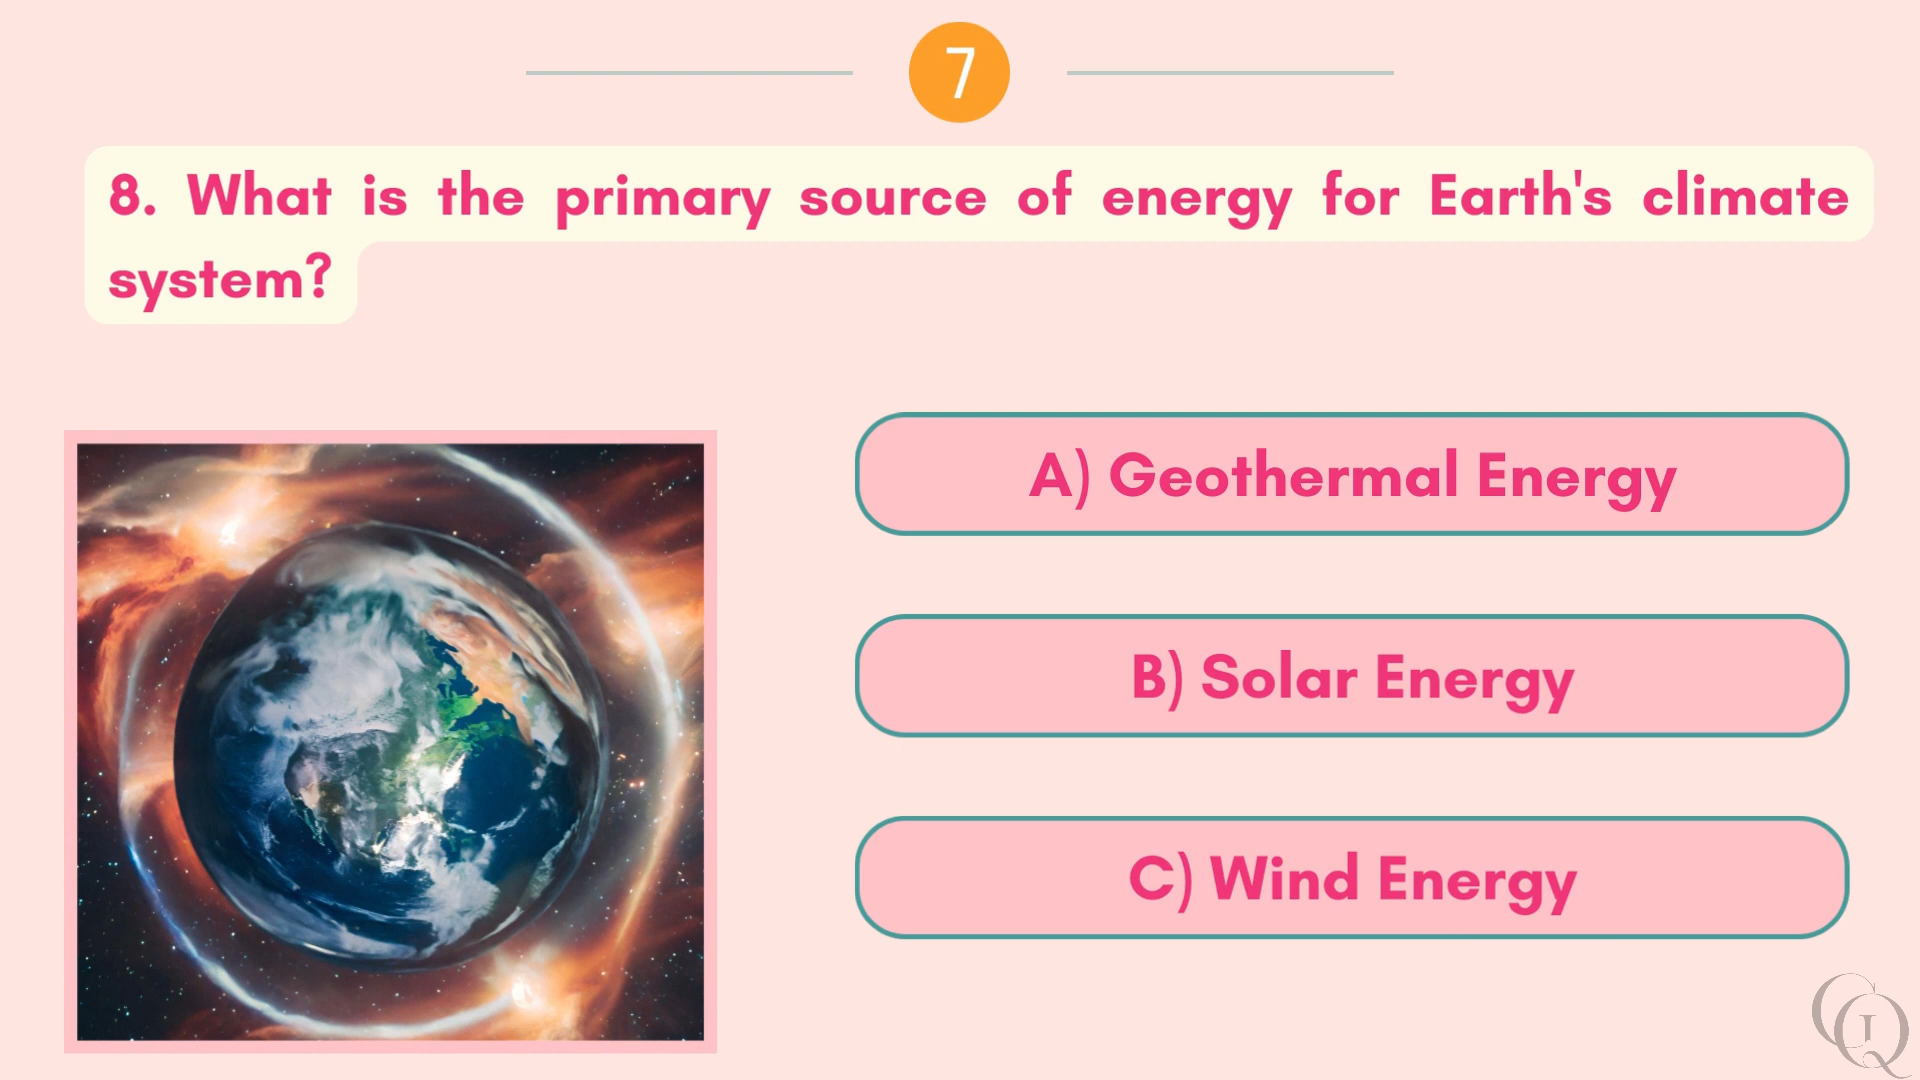 7
8. What is the primary source of energy for Earth's climate
system?
A) Geothermal Energy
B) Solar Energy
C) Wind Energy